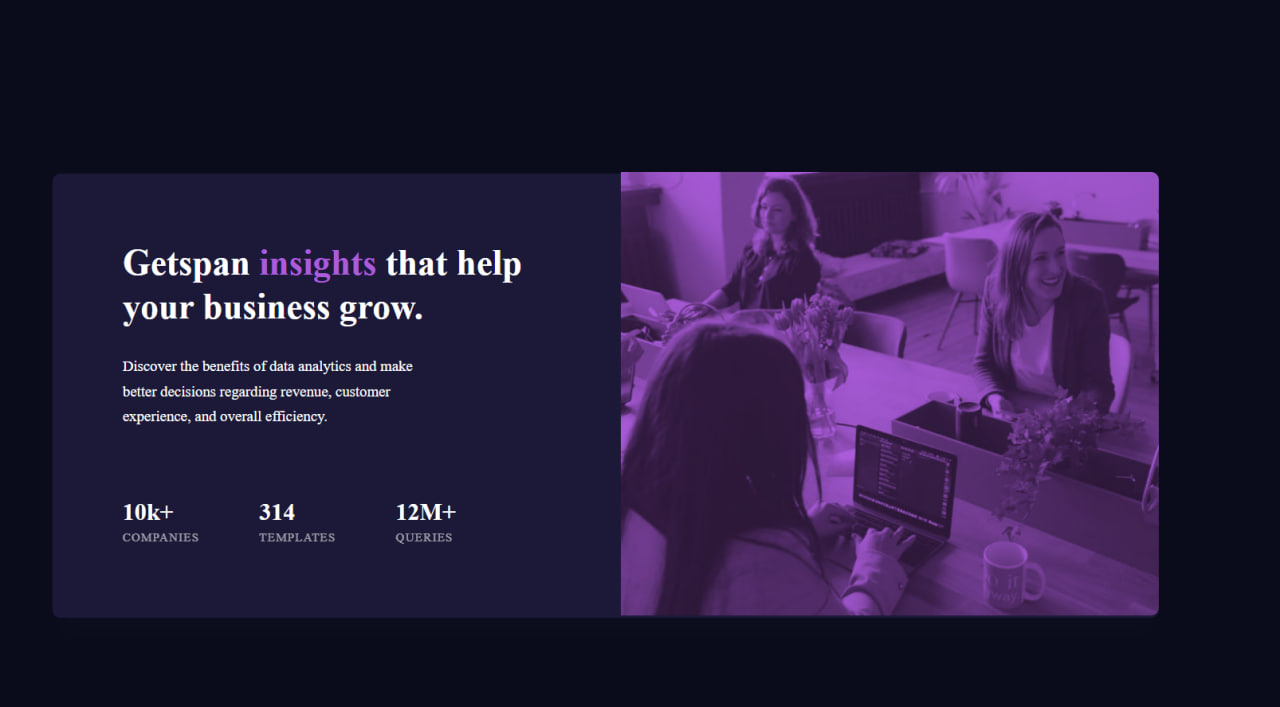 Getspan insights that help
your business grow.
Discover the benefits of data analytics and make
better decisions regarding revenue, customer
experience, and overall efficiency.
10k+ 314 12M+
COMPANIES TEMPLATES QUERIES